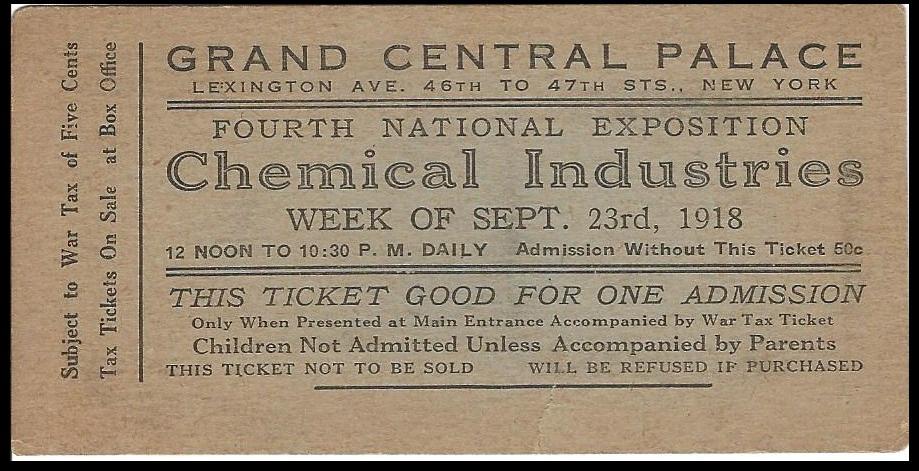 Subject to War Tax of Five Cents
Tax Tickets On Sale at Box Office
GRAND CENTRAL PALACE
LEXINGTON AVE. 46TH TO 47TH STS., NEW YORK
FOURTH NATIONAL EXPOSITION
Chemical Industries
WEEK OF SEPT. 23rd, 1918
12 NOON TO 10:30 P. M. DAILY Admission Without This Ticket 50c
THIS TICKET GOOD FOR ONE ADMISSION
Only When Presented at Main Entrance Accompanied by War Tax Ticket
Children Not Admitted Unless Accompanied by Parents
THIS TICKET NOT TO BE SOLD WILL BE REFUSED IF PURCHASED